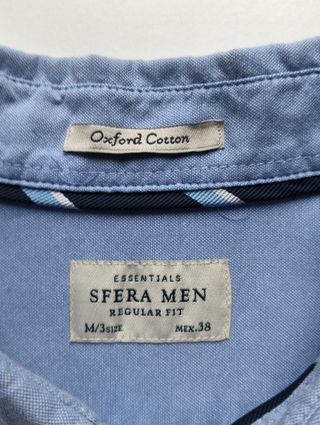 Oxford Cotton
ESSENTIALS
SFERA MEN
REGULAR FIT
M/3 SIZE MEX.38